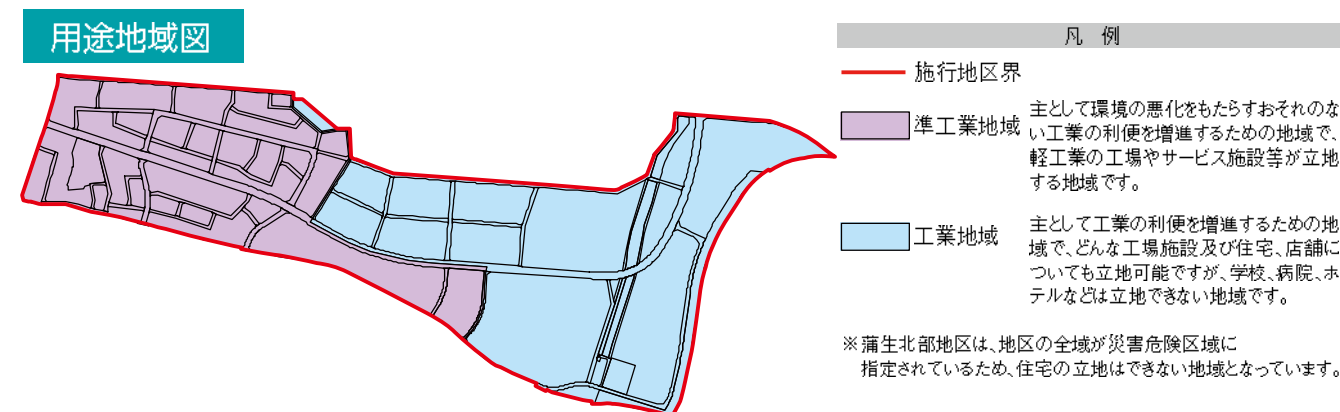 用途地域図
凡 例
施行地区界
準工業地域
主として環境の悪化をもたらすおそれのな
い工業の利便を増進するための地域で、
軽工業の工場やサービス施設等が立地
する地域です。
工業地域
主として工業の利便を増進するための地
域で、どんな工場施設及び住宅、店舗に
ついても立地可能ですが、学校、病院、ホ
テルなどは立地できない地域です。
※蒲生北部地区は、地区の全域が災害危険区域に
指定されているため、住宅の立地はできない地域となっています。